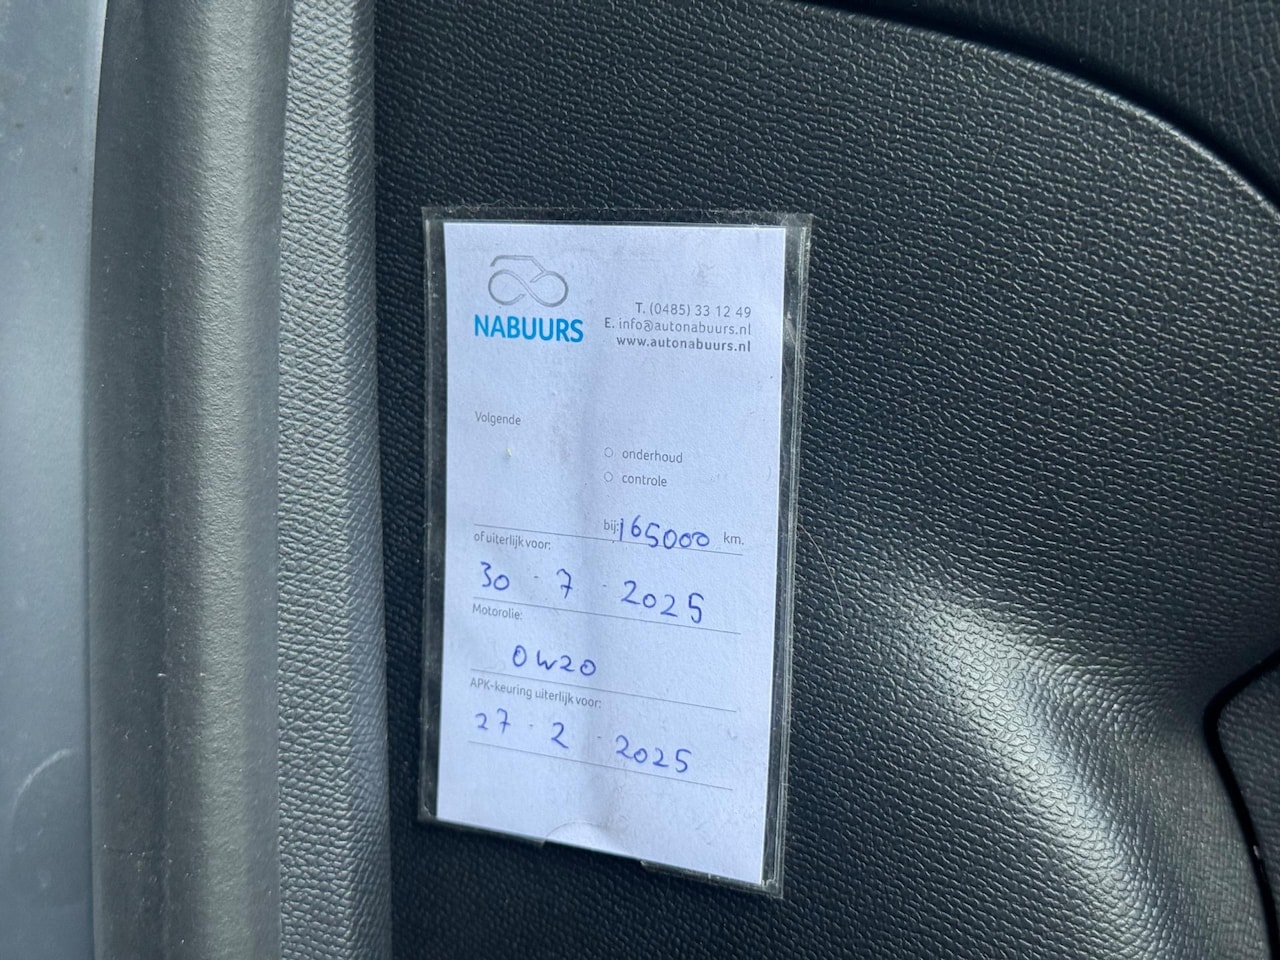 NABUURS
T. (0485) 33 12 49
E. info@autonabuurs.nl
www.autonabuurs.nl
Volgende
onderhoud
controle
bij: 165000 km.
of uiterlijk voor:
30 - 7 - 2025
Motorolie:
0W20
APK-keuring uiterlijk voor:
27 - 2 - 2025